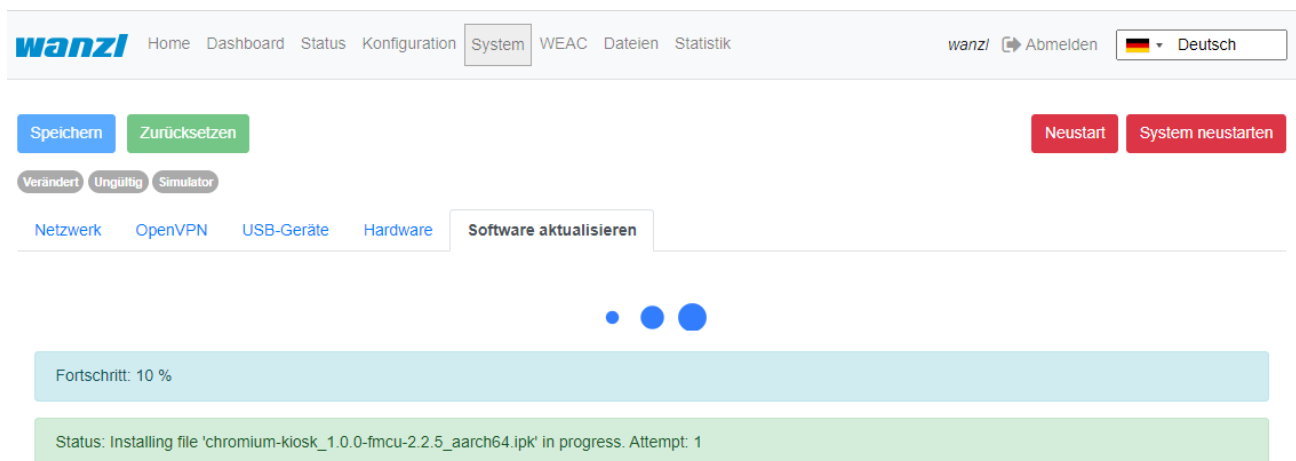 wanzl Home Dashboard Status Konfiguration System WEAC Dateien Statistik wanzl Abmelden Deutsch
Speichern Zurücksetzen Neustart System neustarten
Verändert Ungültig Simulator
Netzwerk OpenVPN USB-Geräte Hardware Software aktualisieren
Fortschritt: 10 %
Status: Installing file 'chromium-kiosk_1.0.0-fmcu-2.2.5_aarch64.ipk' in progress. Attempt: 1